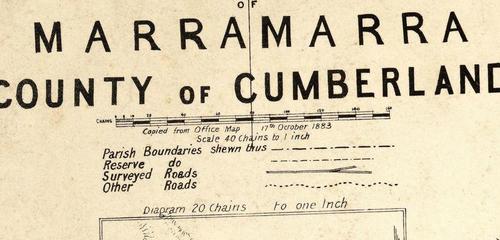 OF
MARRAMARRA
COUNTY OF CUMBERLAND
CHAINS
Copied from Office Map 17th October 1883
Scale 40 Chains to 1 inch
Parish Boundaries shewn thus
Reserve do
Surveyed Roads
Other Roads
Diagram 20 Chains to one Inch